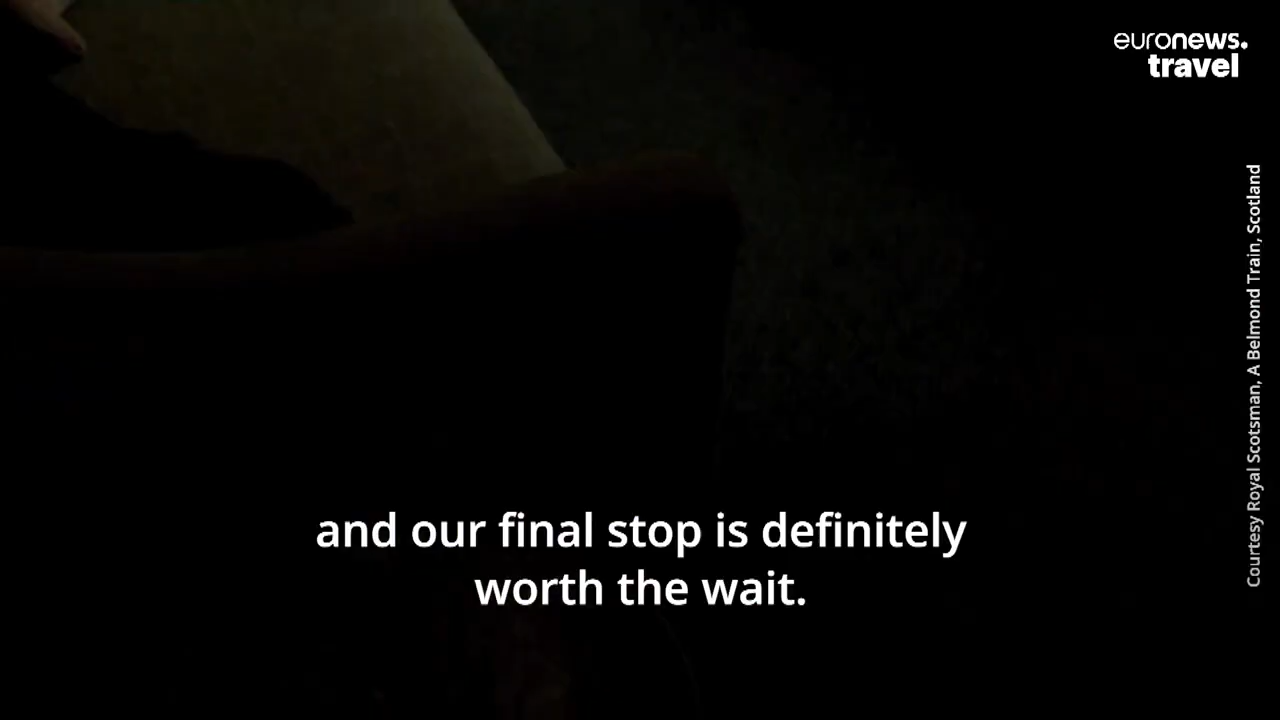 euronews.
travel
Courtesy Royal Scotsman, A Belmond Train, Scotland
and our final stop is definitely
worth the wait.